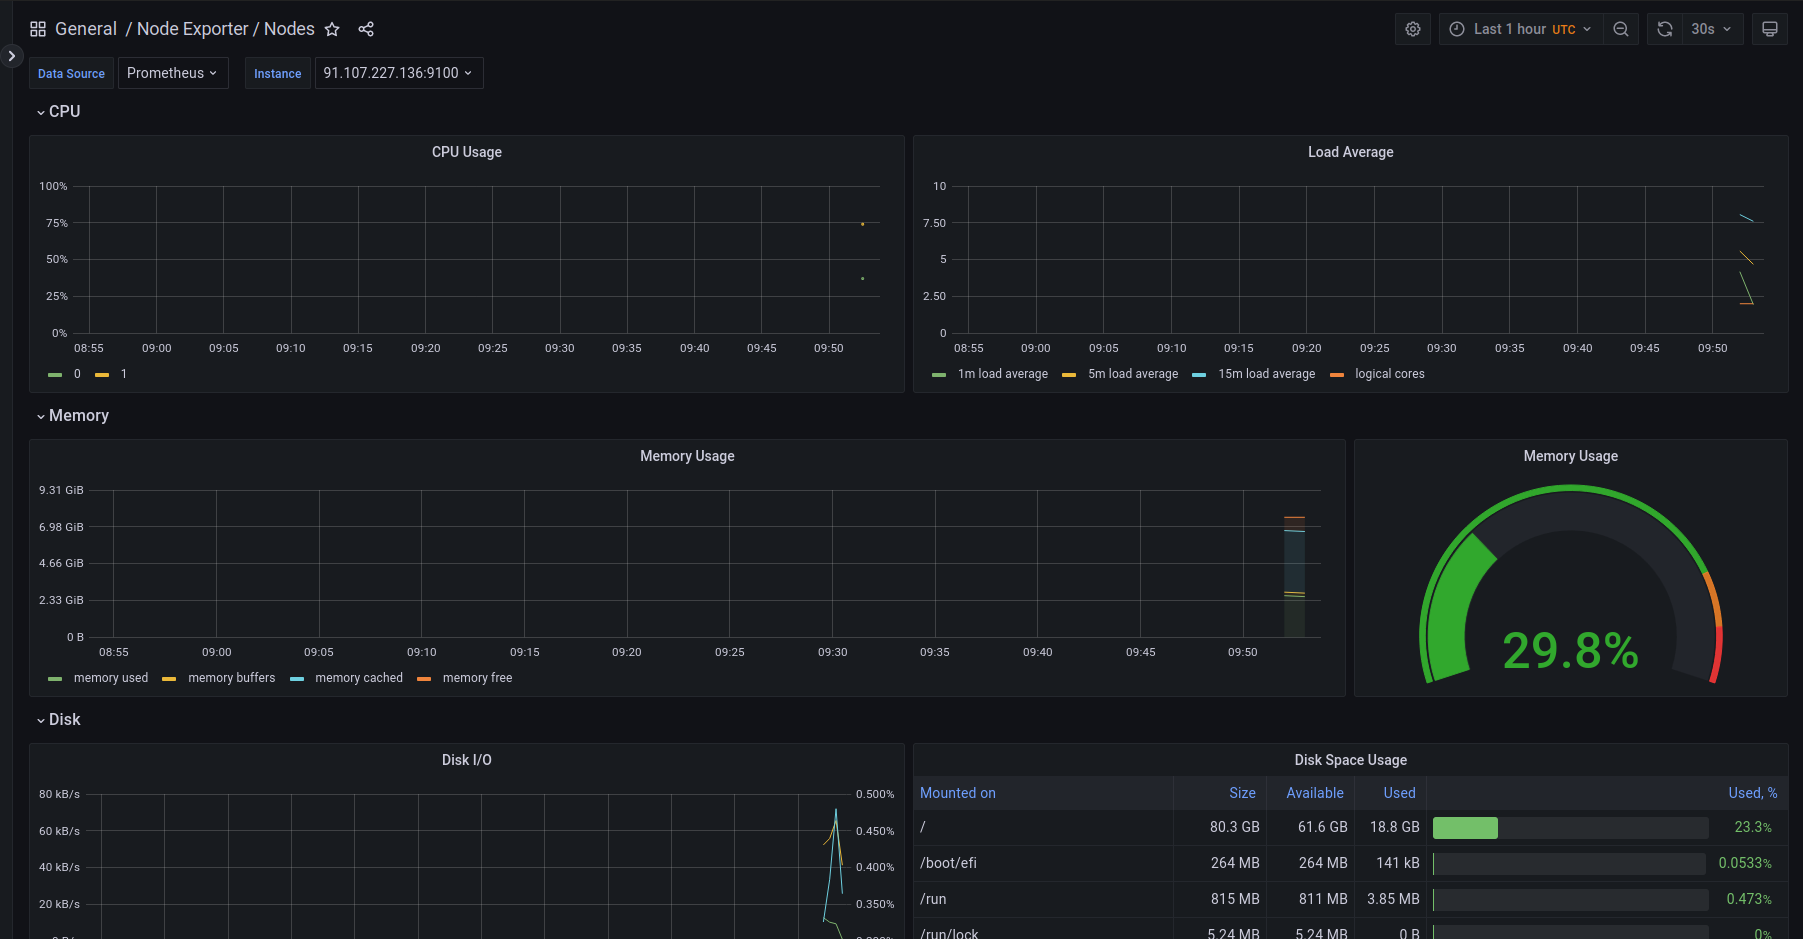 General / Node Exporter / Nodes
Last 1 hour UTC
30s
Data Source Prometheus Instance 91.107.227.136:9100
CPU
CPU Usage
100%
75%
50%
25%
0%
08:55 09:00 09:05 09:10 09:15 09:20 09:25 09:30 09:35 09:40 09:45 09:50
0 1
Load Average
10
7.50
5
2.50
0
08:55 09:00 09:05 09:10 09:15 09:20 09:25 09:30 09:35 09:40 09:45 09:50
1m load average 5m load average 15m load average logical cores
Memory
Memory Usage
9.31 GiB
6.98 GiB
4.66 GiB
2.33 GiB
0 B
08:55 09:00 09:05 09:10 09:15 09:20 09:25 09:30 09:35 09:40 09:45 09:50
memory used memory buffers memory cached memory free
Memory Usage
29.8%
Disk
Disk I/O
80 kB/s 0.500%
60 kB/s 0.450%
40 kB/s 0.400%
20 kB/s 0.350%
Disk Space Usage
Mounted on Size Available Used Used, %
/ 80.3 GB 61.6 GB 18.8 GB 23.3%
/boot/efi 264 MB 264 MB 141 kB 0.0533%
/run 815 MB 811 MB 3.85 MB 0.473%
/run/lock 5.24 MB 5.24 MB 0 B 0%